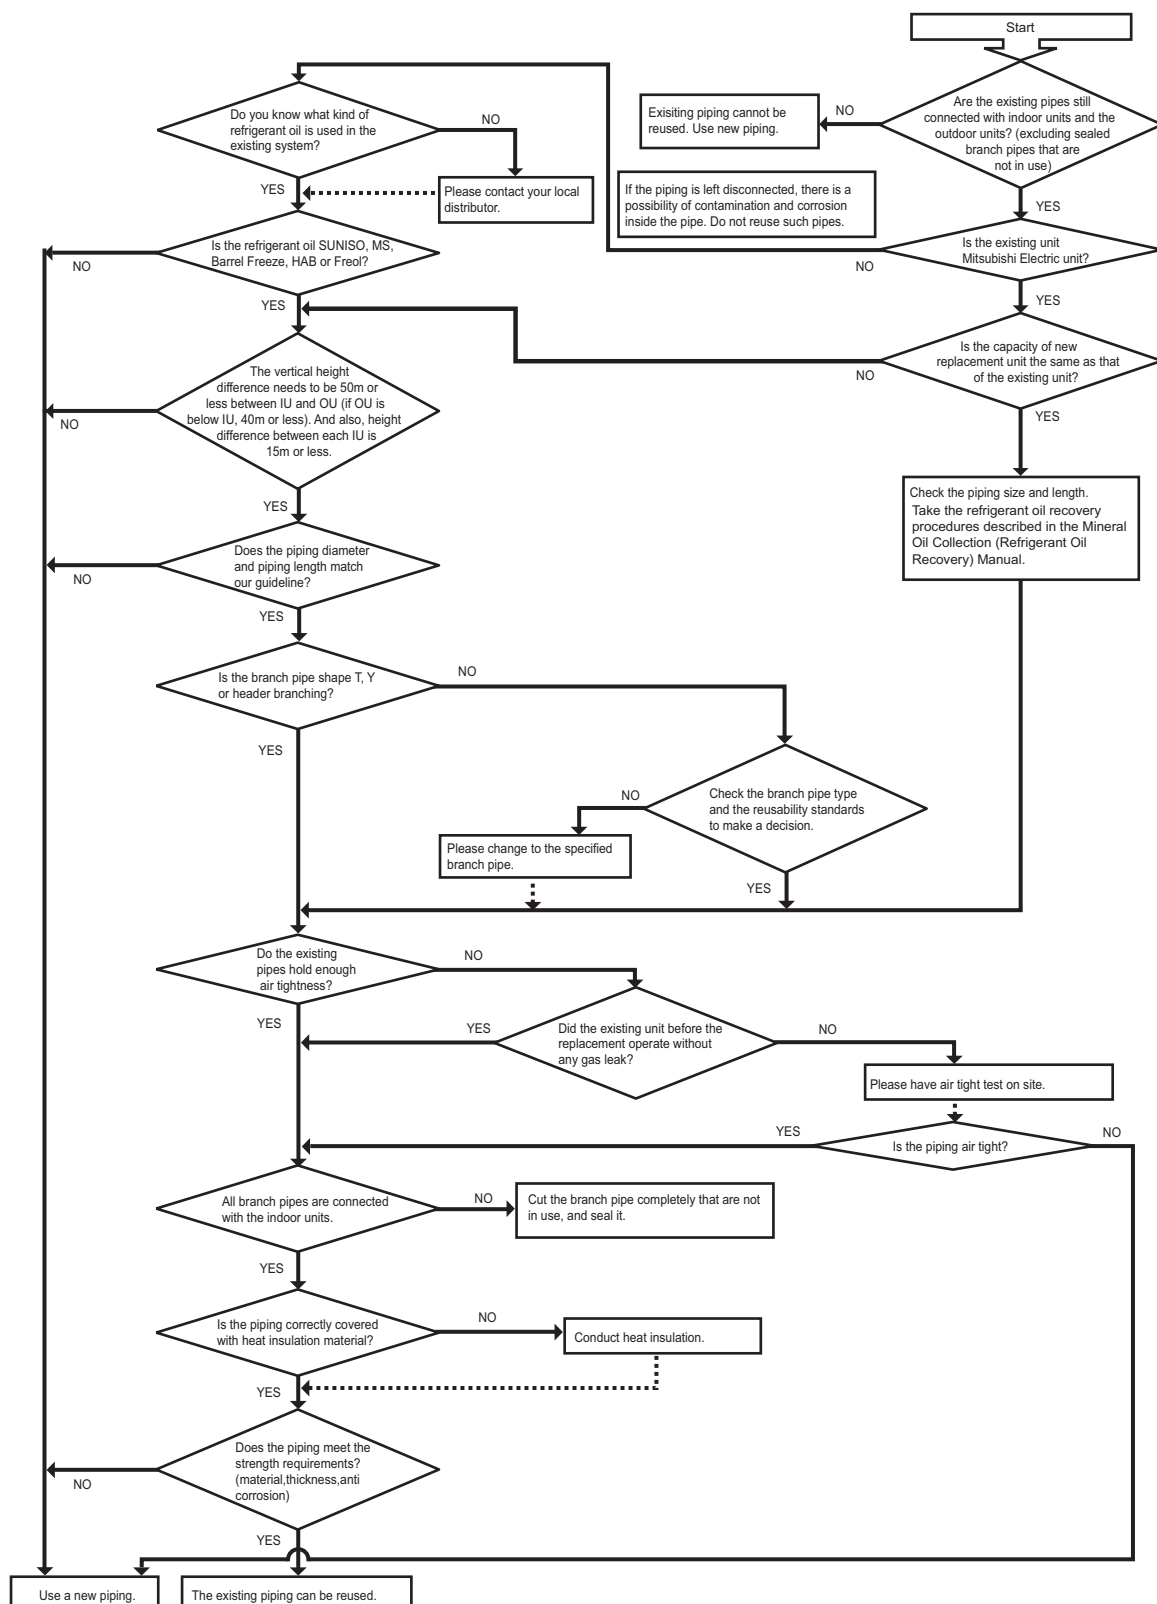 Start
Are the existing pipes still
connected with indoor units and the
outdoor units? (excluding sealed
branch pipes that are
not in use)
NO
Exisiting piping cannot be
reused. Use new piping.
If the piping is left disconnected, there is a
possibility of contamination and corrosion
inside the pipe. Do not reuse such pipes.
YES
Is the existing unit
Mitsubishi Electric unit?
NO
YES
Is the capacity of new
replacement unit the same as that
of the existing unit?
NO
YES
Check the piping size and length.
Take the refrigerant oil recovery
procedures described in the Mineral
Oil Collection (Refrigerant Oil
Recovery) Manual.
Do you know what kind of
refrigerant oil is used in the
existing system?
NO
YES
Please contact your local
distributor.
Is the refrigerant oil SUNISO, MS,
Barrel Freeze, HAB or Freol?
NO
YES
The vertical height
difference needs to be 50m or
less between IU and OU (if OU is
below IU, 40m or less). And also, height
difference between each IU is
15m or less.
NO
YES
Does the piping diameter
and piping length match
our guideline?
NO
YES
Is the branch pipe shape T, Y
or header branching?
NO
YES
Check the branch pipe type
and the reusability standards
to make a decision.
NO
Please change to the specified
branch pipe.
YES
Do the existing
pipes hold enough
air tightness?
NO
YES
Did the existing unit before the
replacement operate without
any gas leak?
YES
NO
Please have air tight test on site.
Is the piping air tight?
YES
NO
All branch pipes are connected
with the indoor units.
NO
Cut the branch pipe completely that are not
in use, and seal it.
YES
Is the piping correctly covered
with heat insulation material?
NO
Conduct heat insulation.
YES
Does the piping meet the
strength requirements?
(material,thickness,anti
corrosion)
NO
YES
Use a new piping.
The existing piping can be reused.